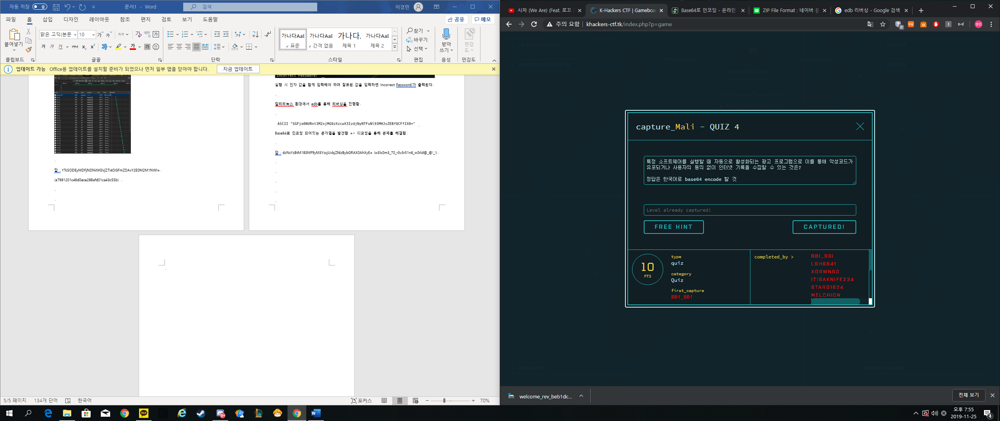 자동 저장 끔 문서1 - Word 검색 이경민
파일 홈 삽입 디자인 레이아웃 참조 편지 검토 보기 도움말 공유 메모
붙여넣기
클립보드
맑은 고딕(본문 10
글꼴
단락
가나다AaE 가나다AaE 가나다, 가나다AaE
표준 간격 없음 제목 1 제목 2
스타일
찾기
바꾸기
선택
편집
받아
쓰기
음성
민감
도
민감도
업데이트 가능 Office용 업데이트를 설치할 준비가 되었으나 먼저 일부 앱을 닫아야 합니다. 지금 업데이트
답 : YTc5ODEyMDFjNDhkMGVjZTI4OGFmZDAxY2E0M2M1NWI=
(a7981201c48d0ece288afd01ca43c55b)
Incorrect Password!
실행 시 인자 값을 함께 입력해야 하며 잘못된 값을 입력하면 Incorrect Password!가 출력된다
칼리리눅스 환경에서 edb를 통해 리버싱을 진행함
ASCII "SGFja0NURnt3M2xjMG0zXzcwX3IzdjNyNTFuNl93MHJsZEBfQCFfIX0="
Base64로 인코딩 되어있는 문자열을 발견함 => 디코딩을 통해 문제를 해결함
답 : dzNsYzBtM183MF9yM3YzcjUxbjZfdzBybGRAX0AhXyE= (w3lc0m3_70_r3v3r51n6_w0rld@_@!_!)
5/5 페이지 134개 단어 한국어 포커스 70%
시차 (We Are) (Feat. 로꼬
K-Hackers CTF | Gameboa
Base64로 인코딩 - 온라인
ZIP File Format : 네이버 블
edb 리버싱 - Google 검색
주의 요함 khackers-ctf.tk/index.php?p=game
경민
LEADERBOARD
ANNOUNCEMENTS
TEAMS
FILTER
capture_Mali - QUIZ 4
특정 소프트웨어를 실행할 때 자동으로 활성화되는 광고 프로그램으로 이를 통해 악성코드가
유포되거나 사용자의 동의 없이 인터넷 기록을 수집할 수 있는 것은?
정답은 한국어로 base64 encode 할 것
Level already captured!
FREE HINT CAPTURED!
10
PTS
type
quiz
category
Quiz
first_capture
BBi_BBi
completed_by >
BBI_BBI
LSH6841
XORWNSO
ITISAKNIFE234
STARG1624
MELCHION
ACTIVITY
GAME CLOCK
welcome_rev_beb1dc... 전체 보기
TALK
오후 7:55
2019-11-25
4